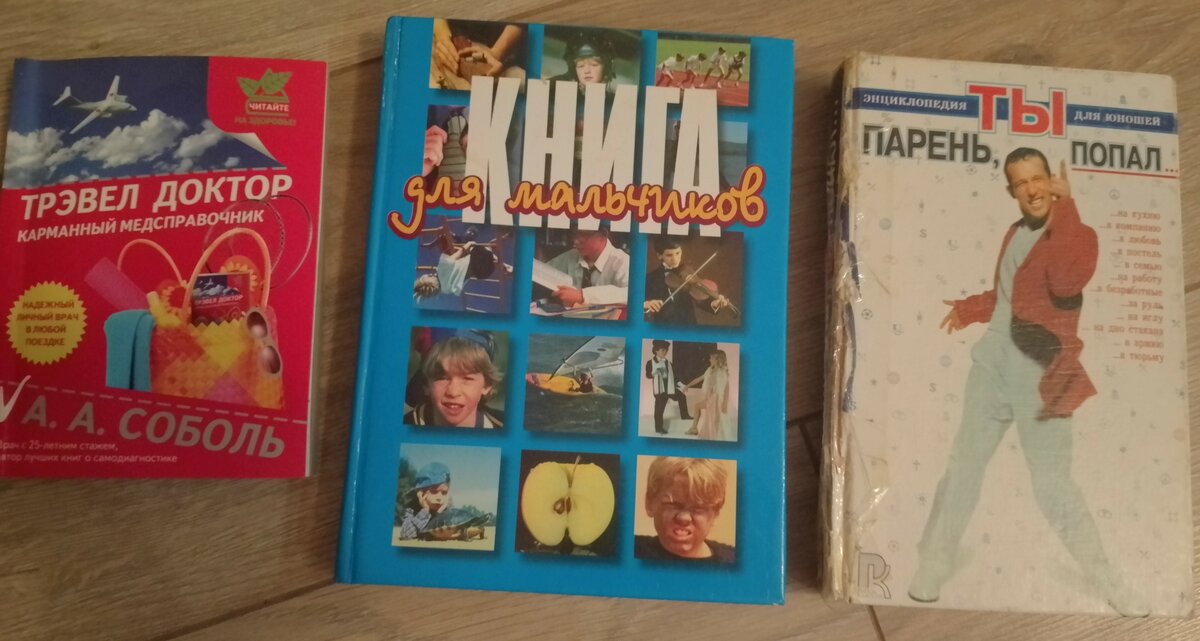 ЧИТАЙТЕ
НА ЗДОРОВЬЕ!
ТРЭВЕЛ ДОКТОР
КАРМАННЫЙ МЕДСПРАВОЧНИК
ТРЭВЕЛ ДОКТОР
НАДЕЖНЫЙ
ЛИЧНЫЙ ВРАЧ
В ЛЮБОЙ
ПОЕЗДКЕ
А. А. СОБОЛЬ
Врач с 25-летним стажем,
автор лучших книг о самодиагностике
КНИГА
для мальчиков
ЭНЦИКЛОПЕДИЯ
ДЛЯ ЮНОШЕЙ
ТЫ
ПАРЕНЬ,
ПОПАЛ...
...на кухню
...в компанию
...в любовь
...в постель
...в семью
...на работу
...в безработные
...за руль
...на иглу
...на дно стакана
...в армию
...в тюрьму